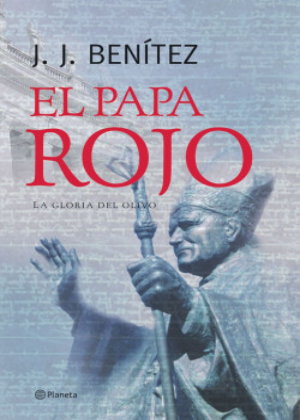 J. J. BENÍTEZ
EL PAPA
ROJO
LA GLORIA DEL OLIVO
Planeta